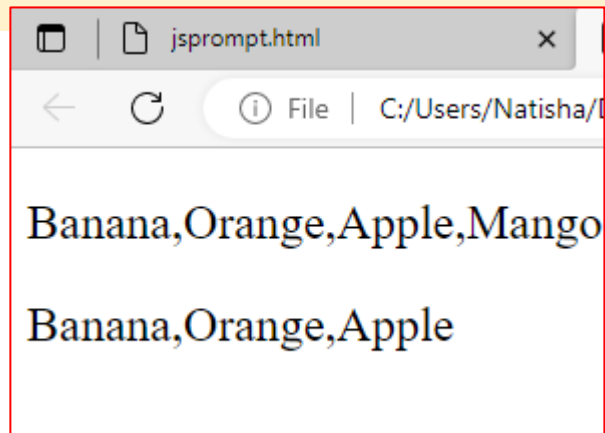 jsprompt.html
File | C:/Users/Natisha/
Banana,Orange,Apple,Mango
Banana,Orange,Apple